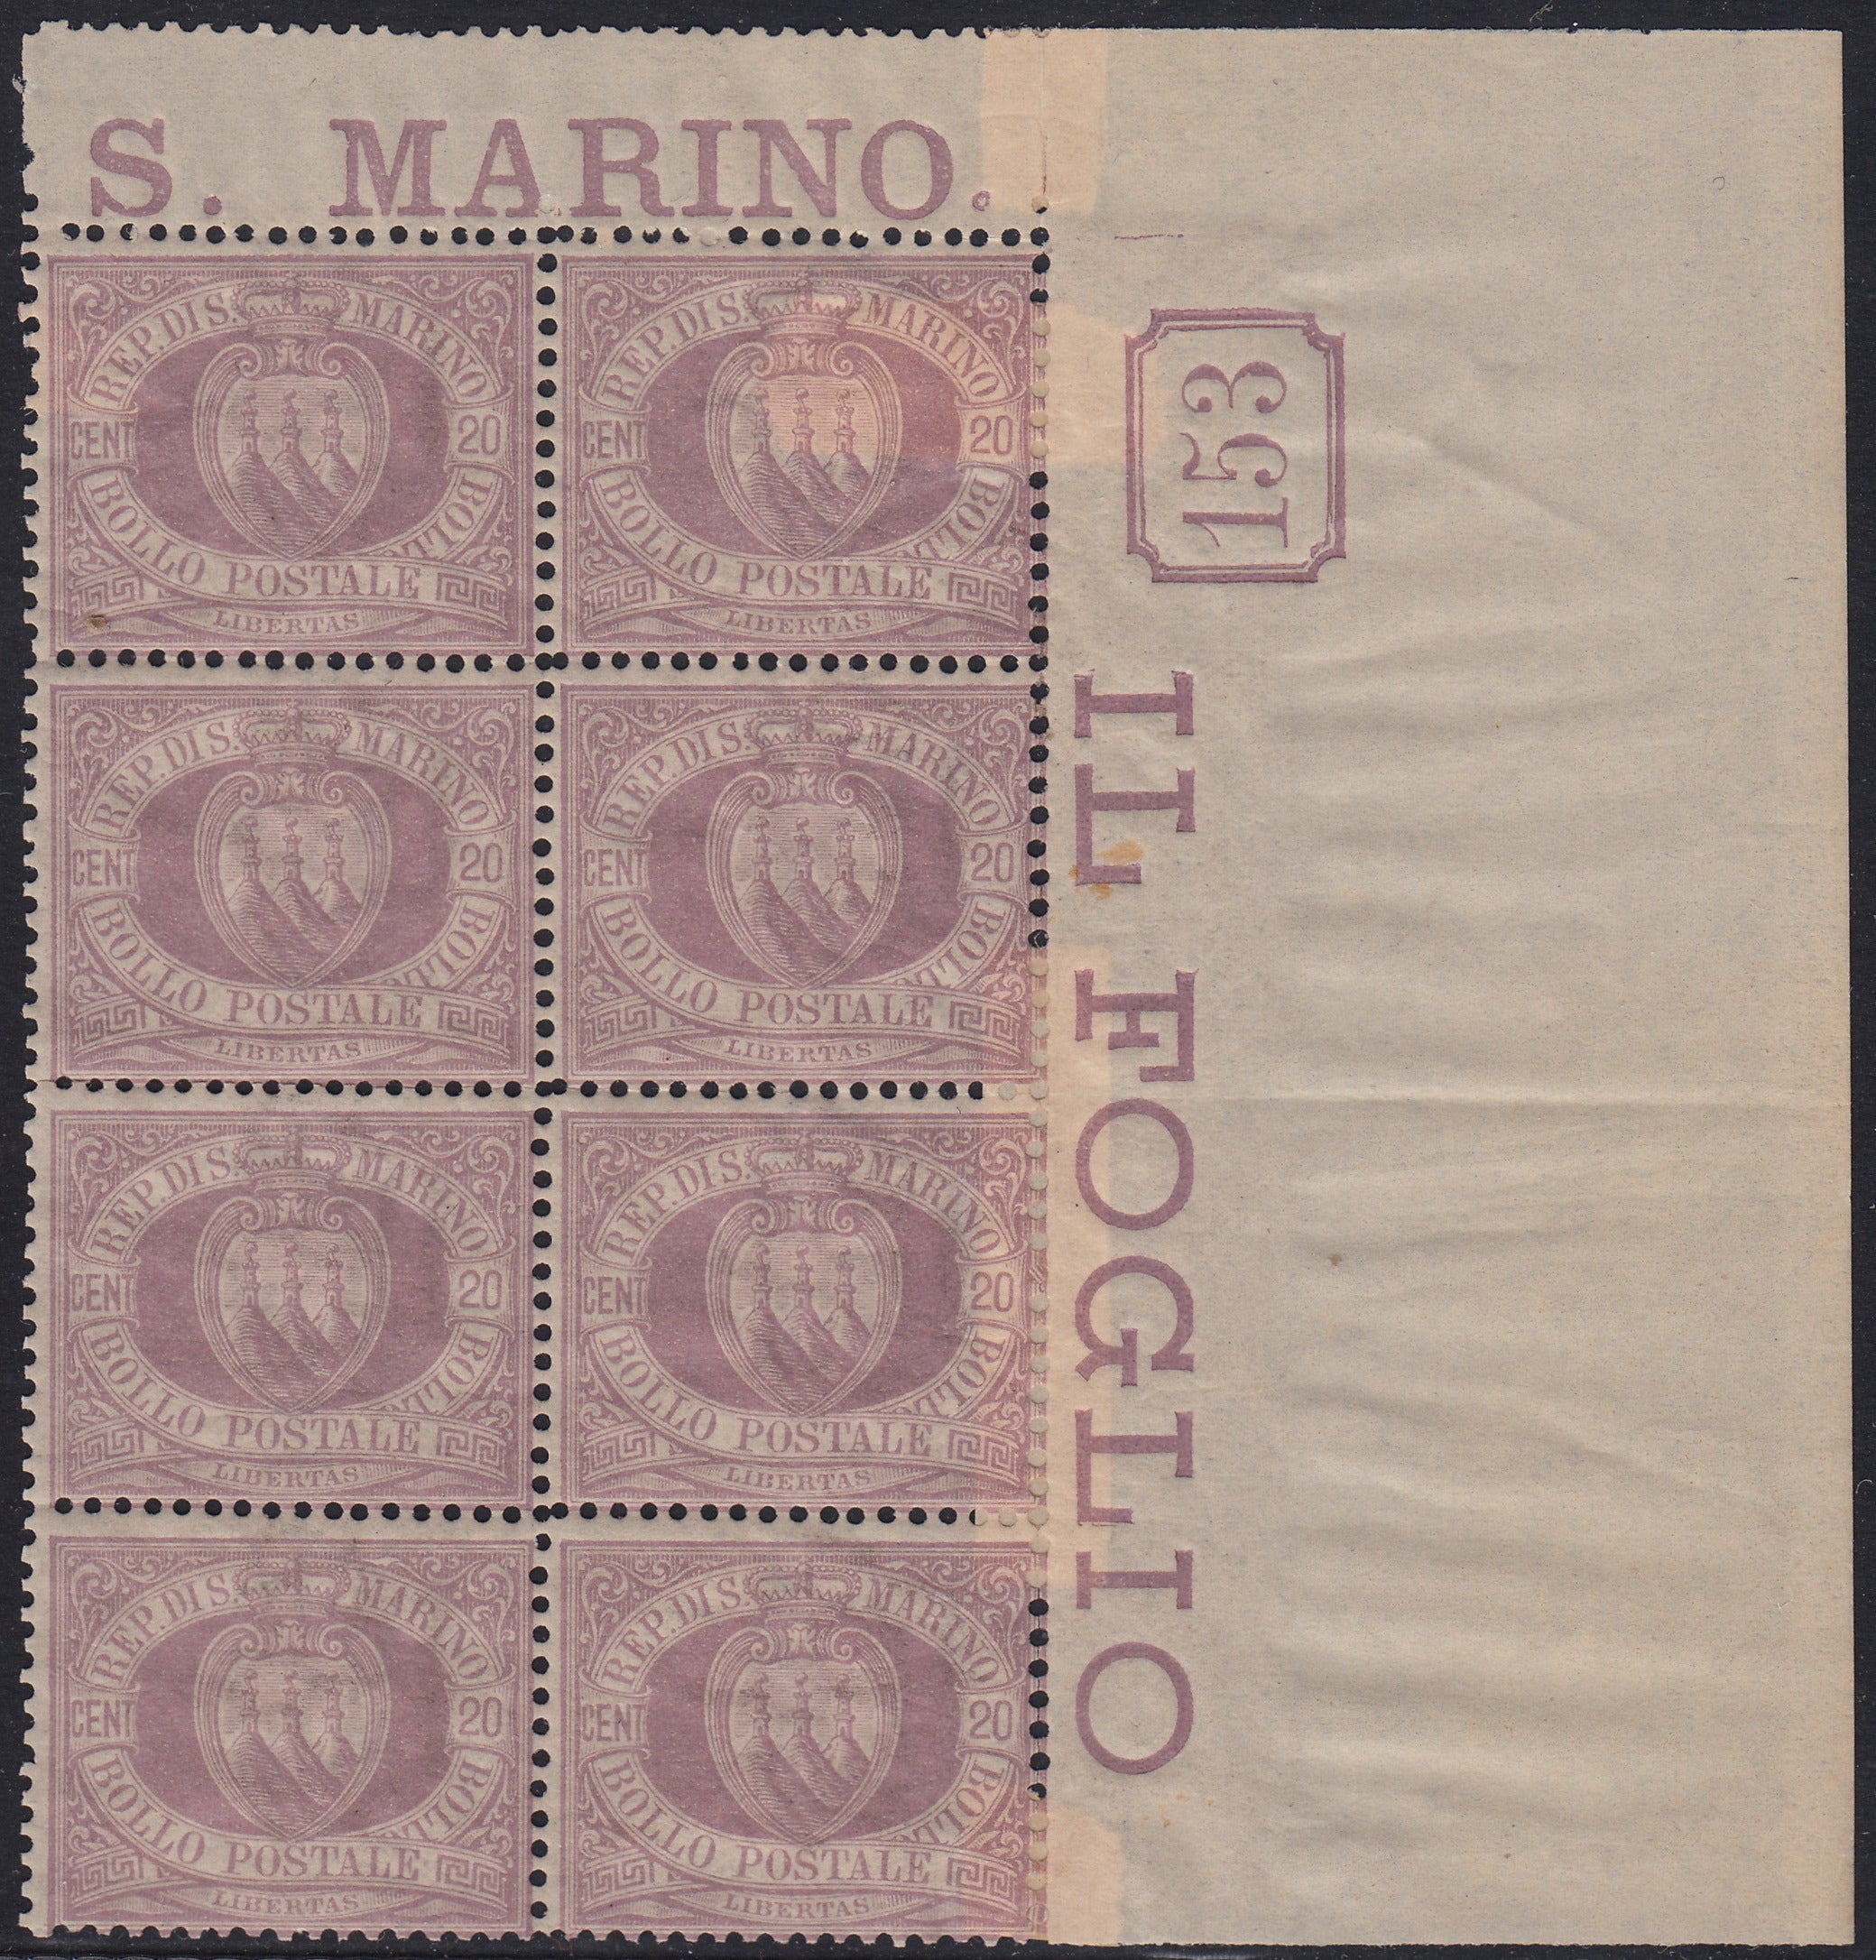 S. MARINO.
REP. DI S. MARINO
CENT 20
BOLLO POSTALE
LIBERTAS
REP. DI S. MARINO
CENT 20
BOLLO POSTALE
LIBERTAS
153
REP. DI S. MARINO
CENT 20
BOLLO POSTALE
LIBERTAS
REP. DI S. MARINO
CENT 20
BOLLO POSTALE
LIBERTAS
REP. DI S. MARINO
CENT 20
BOLLO POSTALE
LIBERTAS
REP. DI S. MARINO
CENT 20
BOLLO POSTALE
LIBERTAS
REP. DI S. MARINO
CENT 20
BOLLO POSTALE
LIBERTAS
REP. DI S. MARINO
CENT 20
BOLLO POSTALE
LIBERTAS
IL FOGLIO